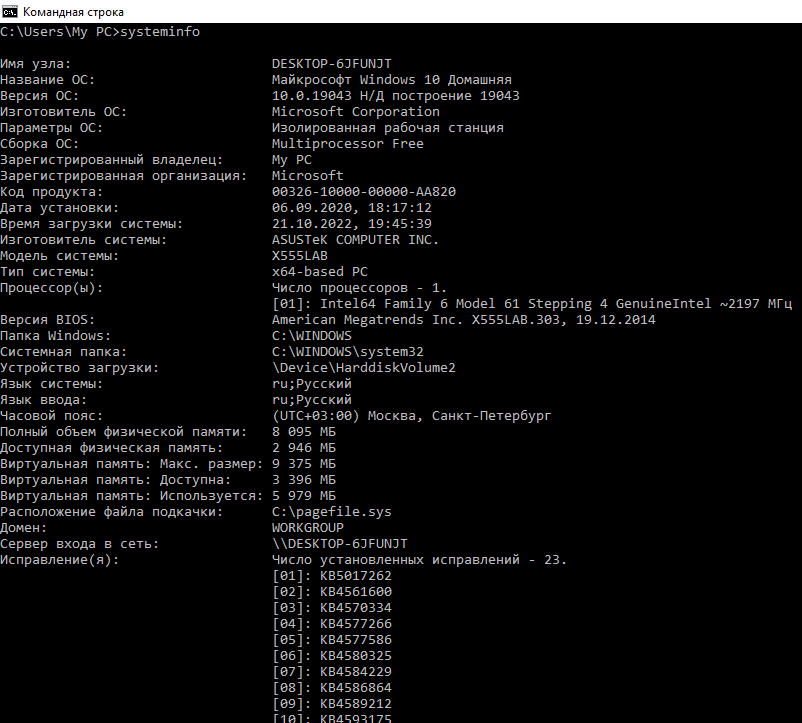 Командная строка
C:\Users\My PC>systeminfo
Имя узла: DESKTOP-6JFUNJT
Название ОС: Майкрософт Windows 10 Домашняя
Версия ОС: 10.0.19043 Н/Д построение 19043
Изготовитель ОС: Microsoft Corporation
Параметры ОС: Изолированная рабочая станция
Сборка ОС: Multiprocessor Free
Зарегистрированный владелец: My PC
Зарегистрированная организация: Microsoft
Код продукта: 00326-10000-00000-AA820
Дата установки: 06.09.2020, 18:17:12
Время загрузки системы: 21.10.2022, 19:45:39
Изготовитель системы: ASUSTeK COMPUTER INC.
Модель системы: X555LAB
Тип системы: x64-based PC
Процессор(ы): Число процессоров - 1.
[01]: Intel64 Family 6 Model 61 Stepping 4 GenuineIntel ~2197 МГц
Версия BIOS: American Megatrends Inc. X555LAB.303, 19.12.2014
Папка Windows: C:\WINDOWS
Системная папка: C:\WINDOWS\system32
Устройство загрузки: \Device\HarddiskVolume2
Язык системы: ru;Русский
Язык ввода: ru;Русский
Часовой пояс: (UTC+03:00) Москва, Санкт-Петербург
Полный объем физической памяти: 8 095 МБ
Доступная физическая память: 2 946 МБ
Виртуальная память: Макс. размер: 9 375 МБ
Виртуальная память: Доступна: 3 396 МБ
Виртуальная память: Используется: 5 979 МБ
Расположение файла подкачки: C:\pagefile.sys
Домен: WORKGROUP
Сервер входа в сеть: \\DESKTOP-6JFUNJT
Исправление(я): Число установленных исправлений - 23.
[01]: KB5017262
[02]: KB4561600
[03]: KB4570334
[04]: KB4577266
[05]: KB4577586
[06]: KB4580325
[07]: KB4584229
[08]: KB4586864
[09]: KB4589212
[10]: KB4593175